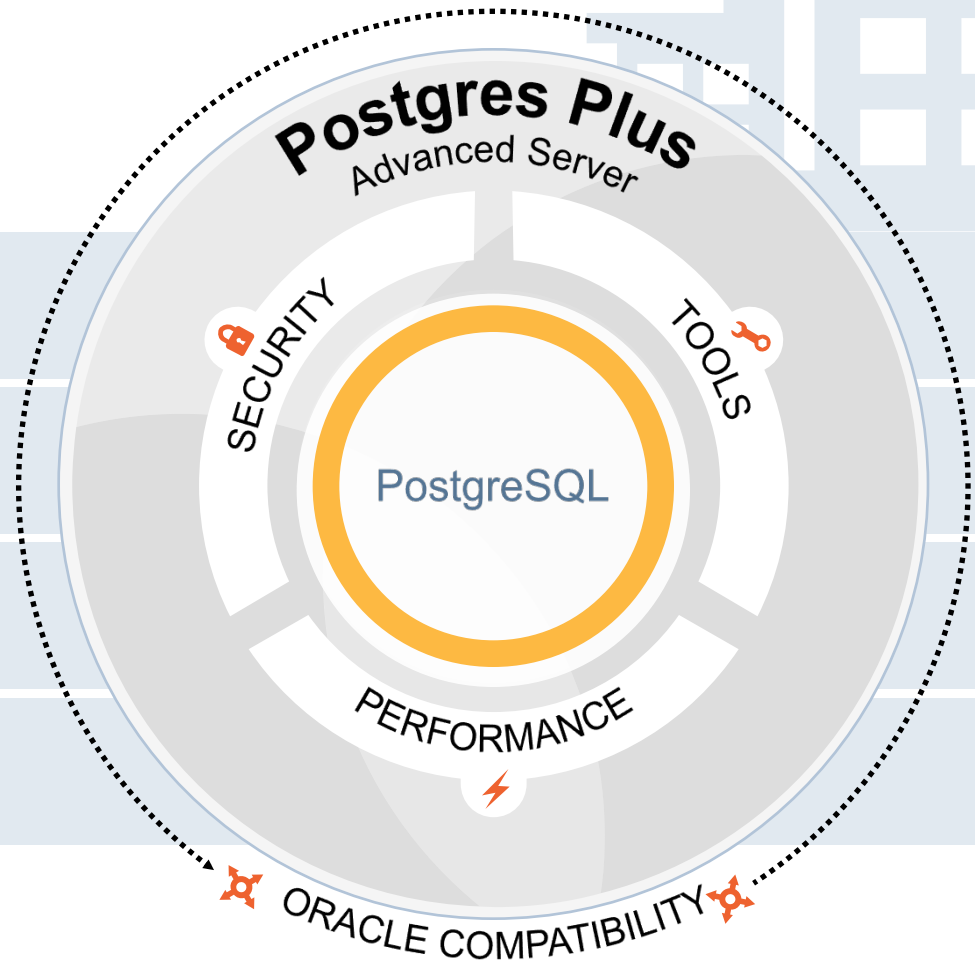 Postgres Plus
Advanced Server
SECURITY
TOOLS
PostgreSQL
PERFORMANCE
ORACLE COMPATIBILITY